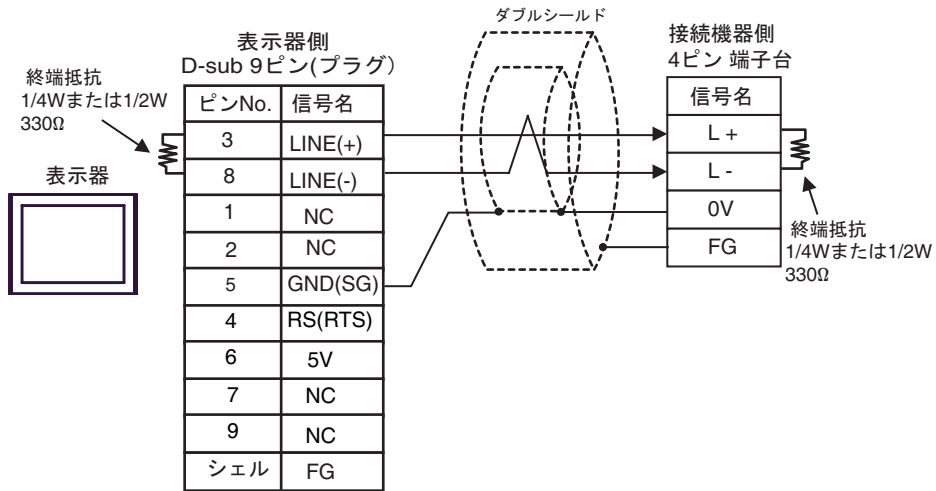 ダブルシールド
表示器側
D-sub 9ピン(プラグ)
接続機器側
4ピン 端子台
終端抵抗
1/4Wまたは1/2W
330Ω
表示器
ピンNo. 信号名
3 LINE(+)
8 LINE(-)
1 NC
2 NC
5 GND(SG)
4 RS(RTS)
6 5V
7 NC
9 NC
シェル FG
信号名
L +
L -
0V
FG
終端抵抗
1/4Wまたは1/2W
330Ω